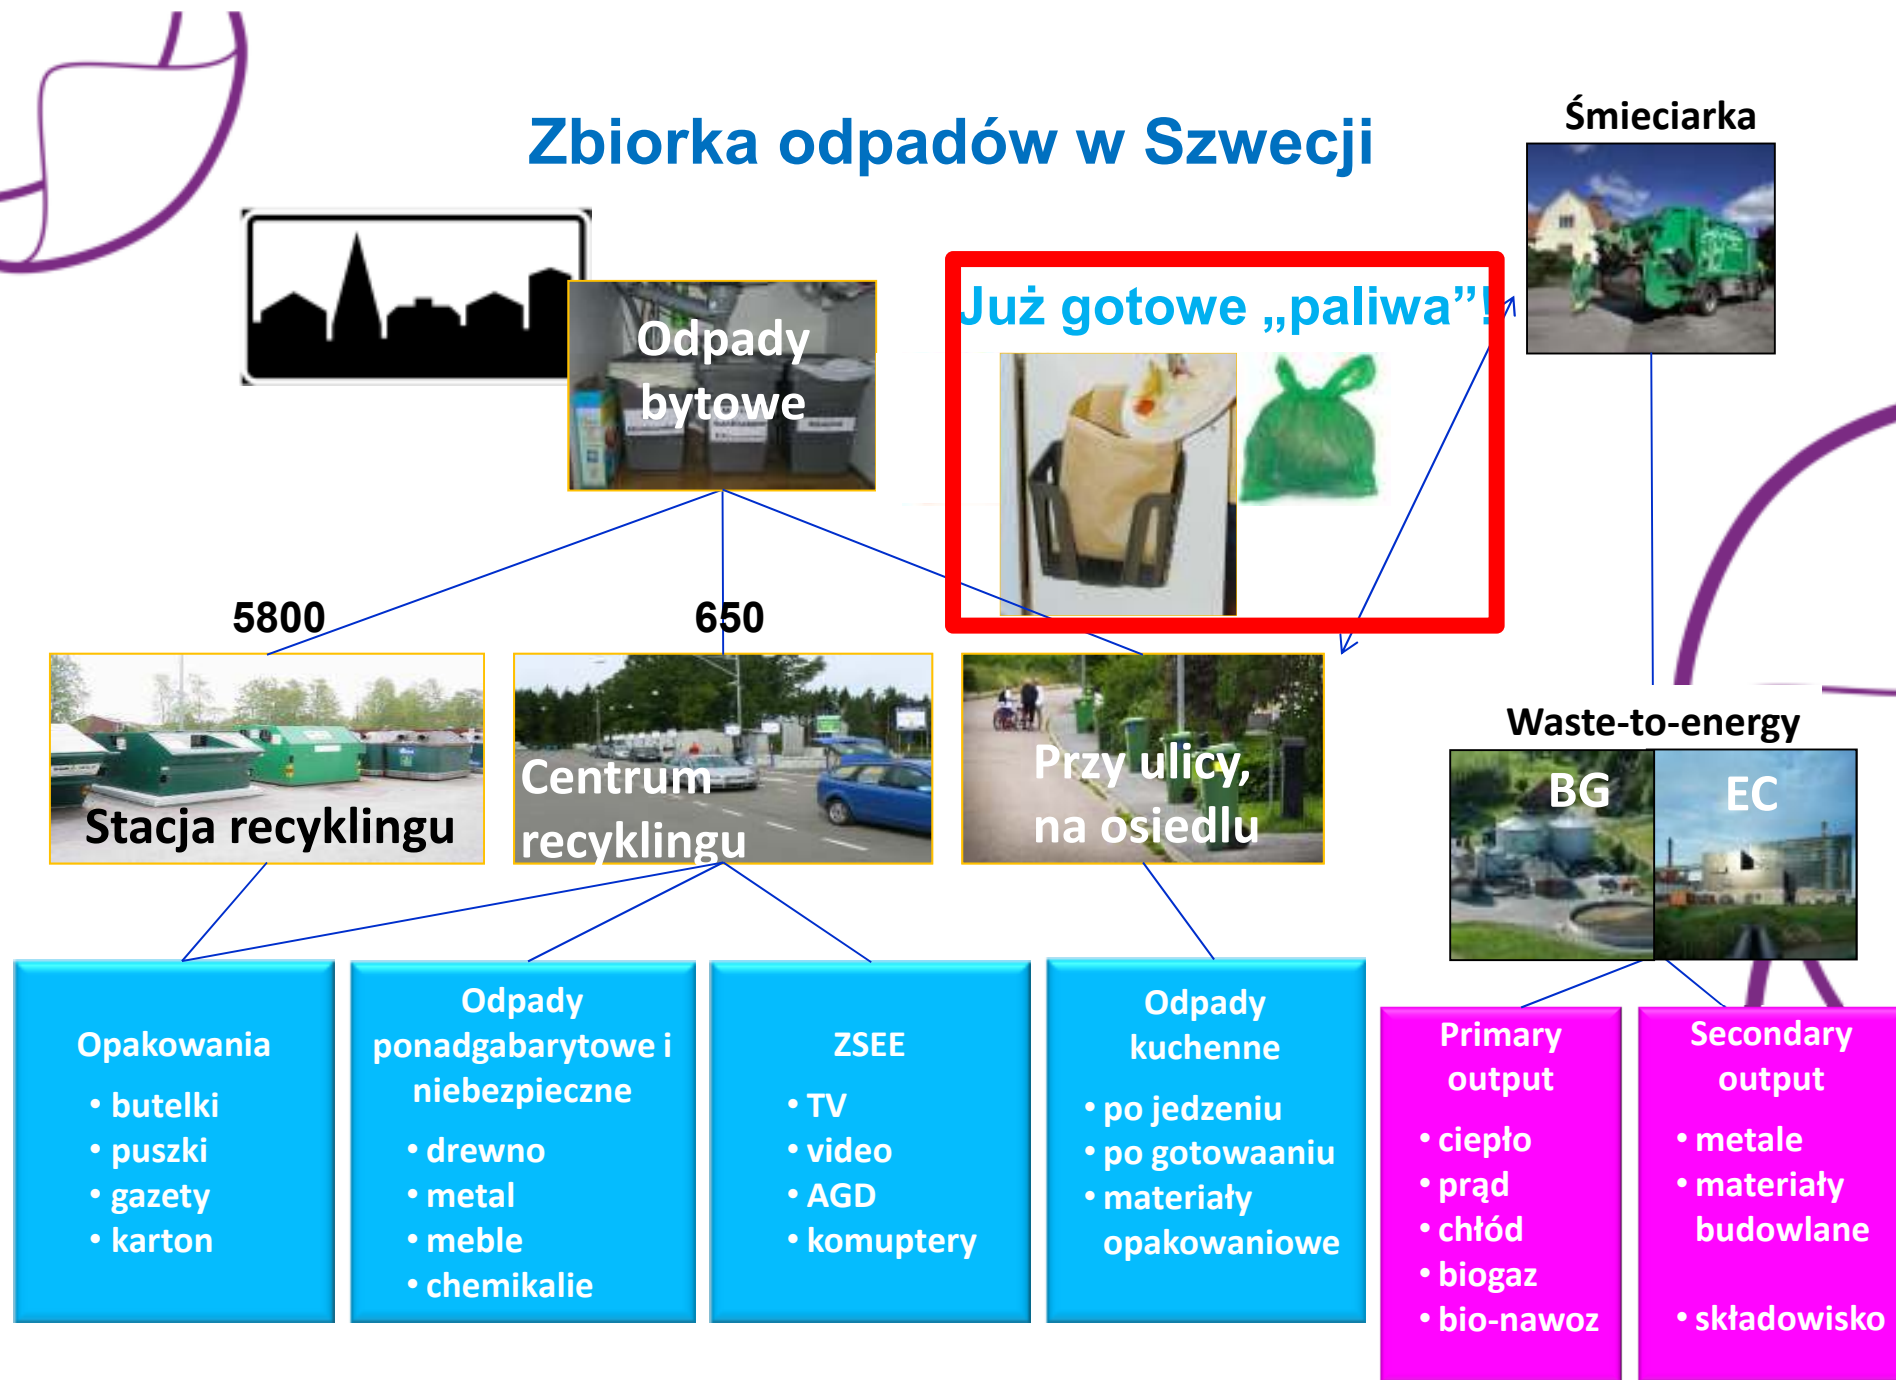 Zbiorka odpadów w Szwecji
Śmieciarka
Odpady
bytowe
Już gotowe „paliwa”!
5800
650
Stacja recyklingu
Centrum
recyklingu
Przy ulicy,
na osiedlu
Waste-to-energy
BG
EC
Opakowania
• butelki
• puszki
• gazety
• karton
Odpady
ponadgabarytowe i
niebezpieczne
• drewno
• metal
• meble
• chemikalie
ZSEE
• TV
• video
• AGD
• komuptery
Odpady
kuchenne
• po jedzeniu
• po gotowaaniu
• materiały
opakowaniowe
Primary
output
• ciepło
• prąd
• chłód
• biogaz
• bio-nawoz
Secondary
output
• metale
• materiały
budowlane
• składowisko